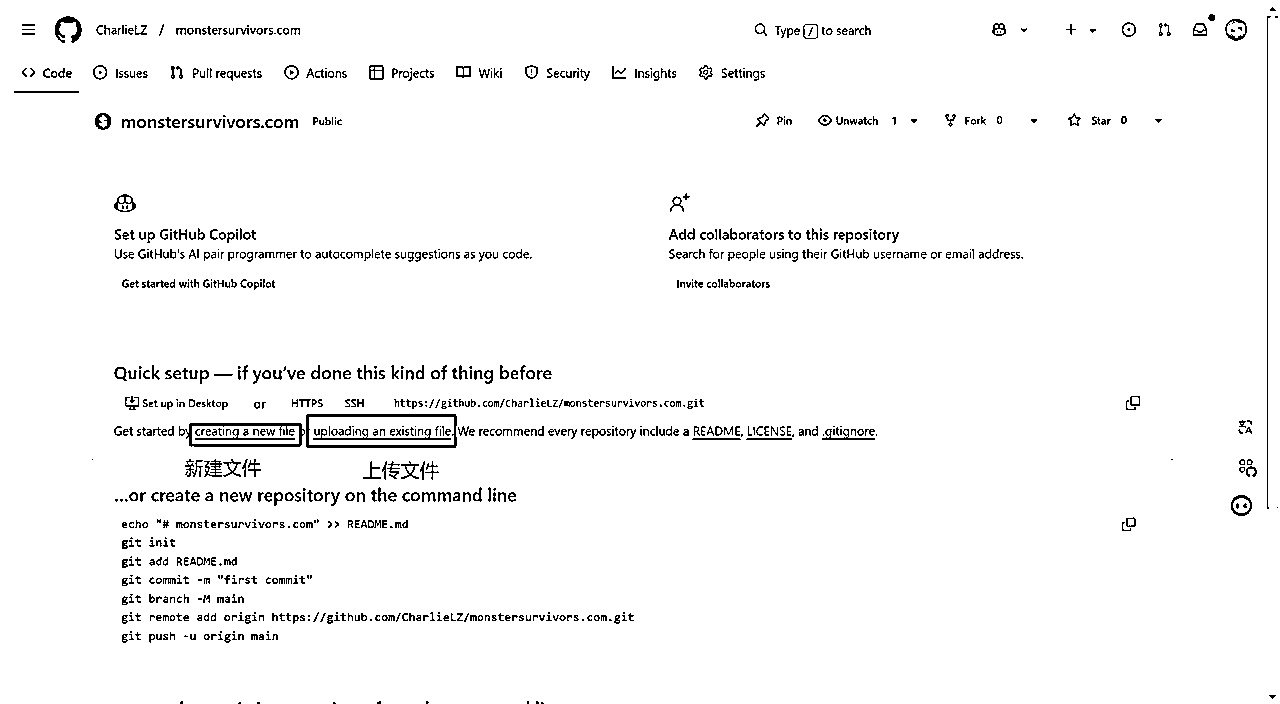 CharlieLZ / monstersurvivors.com Type / to search
Code Issues Pull requests Actions Projects Wiki Security Insights Settings
monstersurvivors.com Public Pin Unwatch 1 Fork 0 Star 0
Set up GitHub Copilot
Use GitHub's AI pair programmer to autocomplete suggestions as you code.
Get started with GitHub Copilot
Add collaborators to this repository
Search for people using their GitHub username or email address.
Invite collaborators
Quick setup — if you've done this kind of thing before
Set up in Desktop or HTTPS SSH https://github.com/CharlieLZ/monstersurvivors.com.git
Get started by creating a new file or uploading an existing file. We recommend every repository include a README, LICENSE, and .gitignore.
新建文件 上传文件
...or create a new repository on the command line
echo "# monstersurvivors.com" >> README.md
git init
git add README.md
git commit -m "first commit"
git branch -M main
git remote add origin https://github.com/CharlieLZ/monstersurvivors.com.git
git push -u origin main